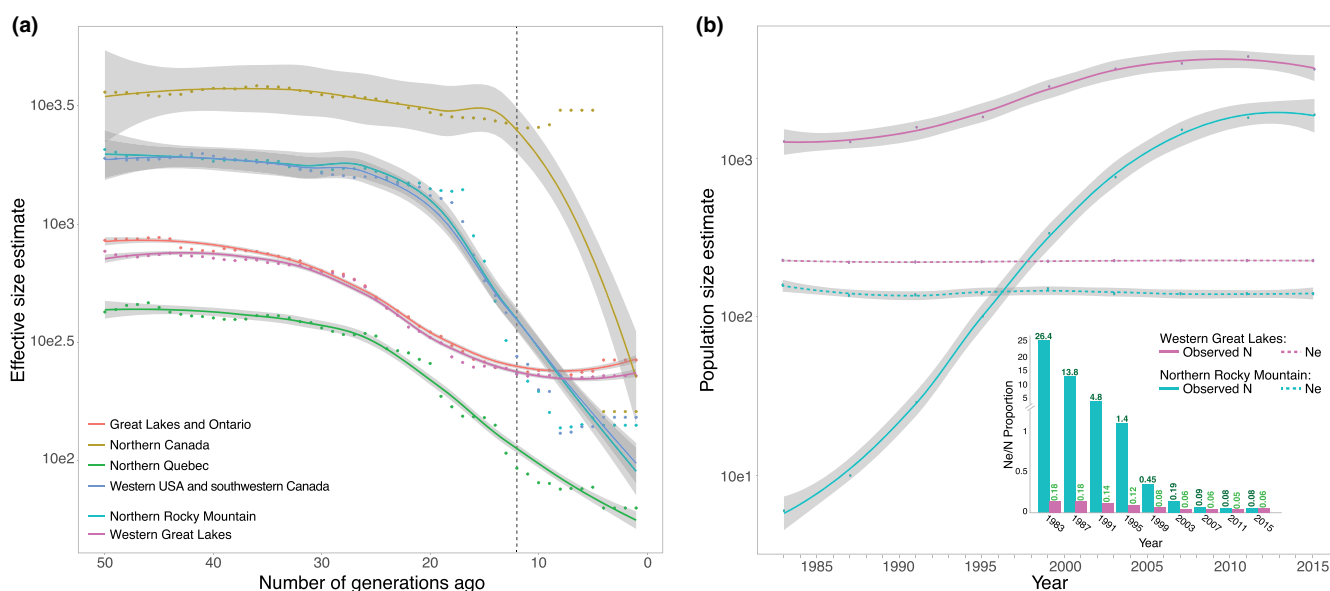 (a)
Effective size estimate
10e3.5
10e3
10e2.5
10e2
Great Lakes and Ontario
Northern Canada
Northern Quebec
Western USA and southwestern Canada
Northern Rocky Mountain
Western Great Lakes
50 40 30 20 10 0
Number of generations ago
(b)
Population size estimate
10e3
10e2
10e1
Western Great Lakes:
Observed N Ne
Northern Rocky Mountain:
Observed N Ne
Ne/N Proportion
25
20
15
10
5
1
0.5
0
26.4 13.8 4.8 1.4 0.45 0.19 0.09 0.08 0.08
0.18 0.18 0.14 0.12 0.08 0.06 0.06 0.05 0.06
1983 1987 1991 1995 1999 2003 2007 2011 2015
Year
1985 1990 1995 2000 2005 2010 2015
Year